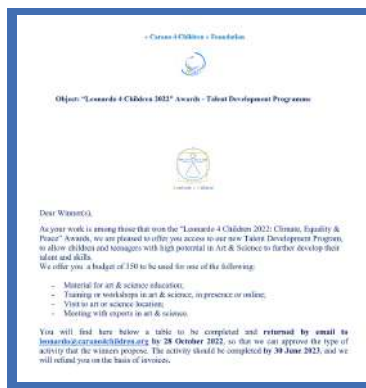 « Caruso 4 Children » Foundation
Object: "Leonardo 4 Children 2022" Awards - Talent Development Programme
Dear Winner(s),
As your work is among those that won the "Leonardo 4 Children 2022: Climate, Equality &
Peace" Awards, we are pleased to offer you access to our new Talent Development Program,
to allow children and teenagers with high potential in Art & Science to further develop their
talent and skills.
We offer you a budget of 350 to be used for one of the following:
- Material for art & science education;
- Training or workshops in art & science, in presence or online;
- Visit to art or science location;
- Meeting with experts in art & science.
You will find here below a table to be completed and returned by email to
leonardo@caruso4children.org by 28 October 2022, so that we can approve the type of
activity that the winners propose. The activity should be completed by 30 June 2023, and we
will refund you on the basis of invoices.